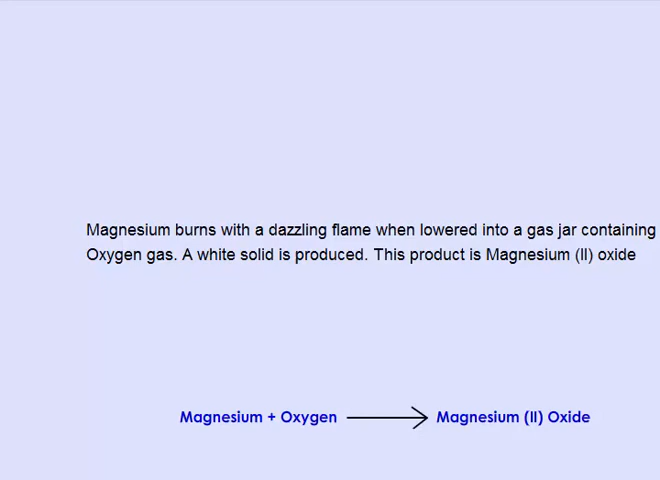 Magnesium burns with a dazzling flame when lowered into a gas jar containing
Oxygen gas. A white solid is produced. This product is Magnesium (II) oxide
Magnesium + Oxygen → Magnesium (II) Oxide